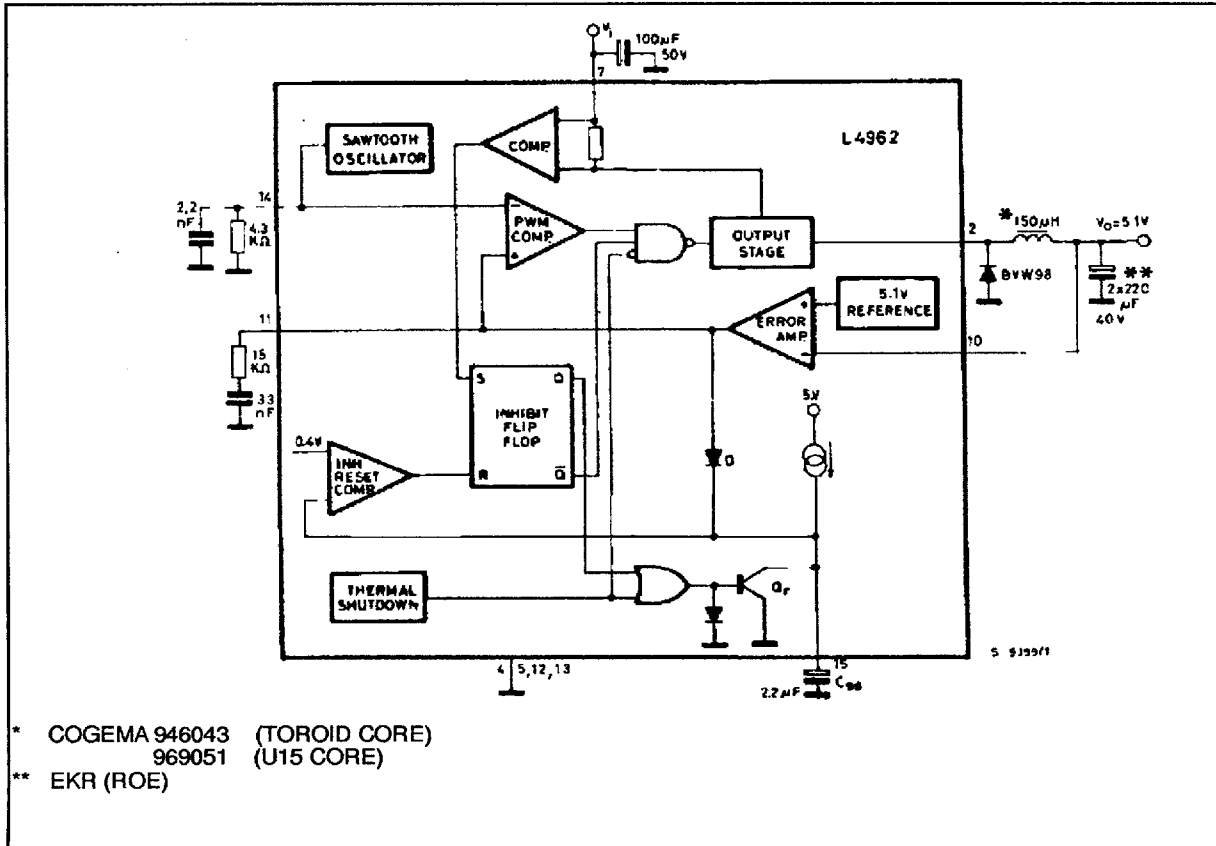 Vi
100µF
50V
7
L4962
SAWTOOTH
OSCILLATOR
COMP.
14
2,2
nF
4.3
KΩ
-
PWM
COMP
+
OUTPUT
STAGE
2
* 150µH
Vo=5.1V
BYW98
**
2x220
µF
40V
5.1V
REFERENCE
+
ERROR
AMP.
-
10
11
15
KΩ
33
nF
S
Q
INHIBIT
FLIP
FLOP
R
Q̅
0.4V
INH
RESET
COMP.
D
5V
THERMAL
SHUTDOWN
Qr
4
5,12,13
15
2.2µF
* COGEMA 946043 (TOROID CORE)
969051 (U15 CORE)
** EKR (ROE)